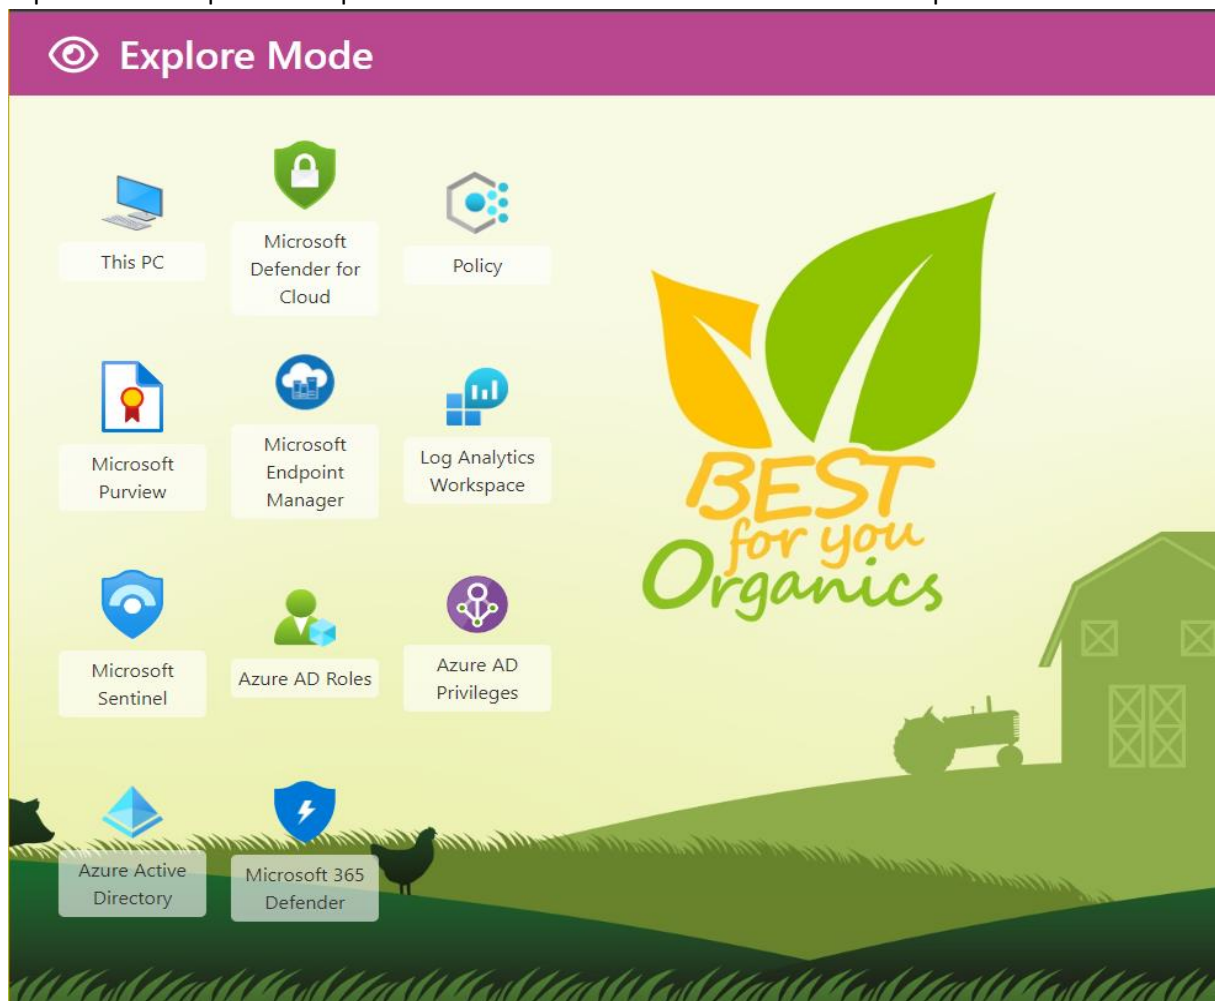 Explore Mode
This PC
Microsoft
Defender for
Cloud
Policy
Microsoft
Purview
Microsoft
Endpoint
Manager
Log Analytics
Workspace
Microsoft
Sentinel
Azure AD Roles
Azure AD
Privileges
Azure Active
Directory
Microsoft 365
Defender
BEST
for you
Organics